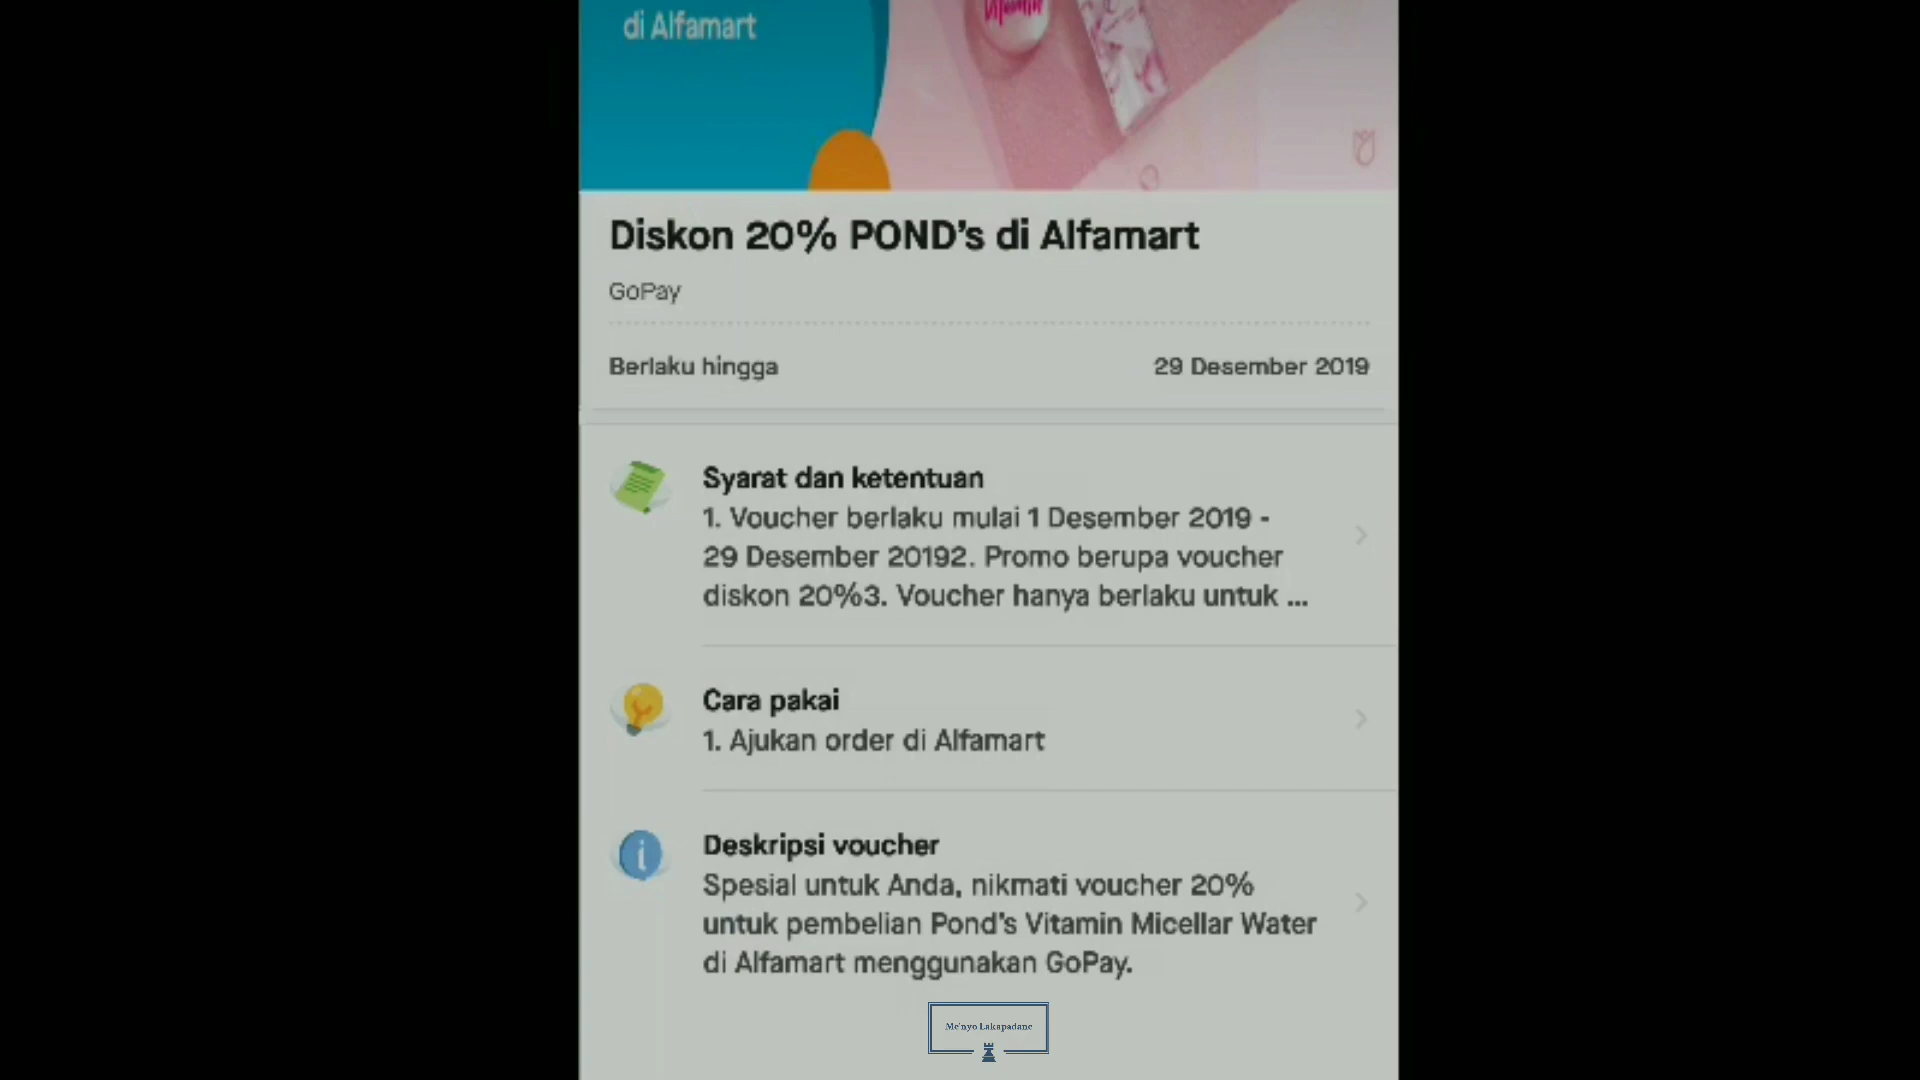 di Alfamart
Vitamin
Diskon 20% POND's di Alfamart
GoPay
Berlaku hingga 29 Desember 2019
Syarat dan ketentuan
1. Voucher berlaku mulai 1 Desember 2019 -
29 Desember 20192. Promo berupa voucher
diskon 20%3. Voucher hanya berlaku untuk ...
Cara pakai
1. Ajukan order di Alfamart
Deskripsi voucher
Spesial untuk Anda, nikmati voucher 20%
untuk pembelian Pond's Vitamin Micellar Water
di Alfamart menggunakan GoPay.
Me'nyo Lakapadane